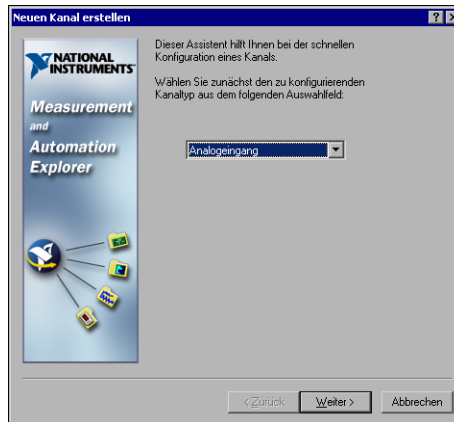 Neuen Kanal erstellen
NATIONAL
INSTRUMENTS
Measurement
and
Automation
Explorer
Dieser Assistent hilft Ihnen bei der schnellen
Konfiguration eines Kanals.
Wählen Sie zunächst den zu konfigurierenden
Kanaltyp aus dem folgenden Auswahlfeld:
Analogeingang
< Zurück
Weiter >
Abbrechen